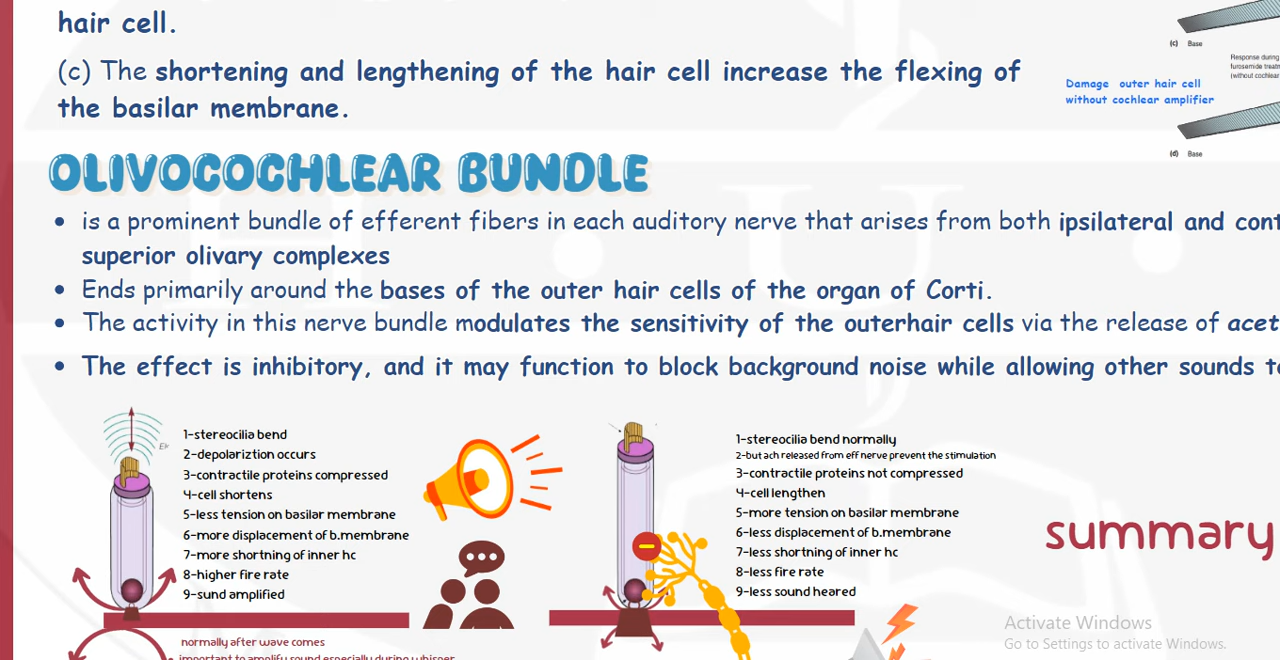 hair cell.
(c) The shortening and lengthening of the hair cell increase the flexing of
the basilar membrane.
(c) Base
Response during
furosemide treatm
(without cochlear
Damage outer hair cell
without cochlear amplifier
(d) Base
OLIVOCOCHLEAR BUNDLE
• is a prominent bundle of efferent fibers in each auditory nerve that arises from both ipsilateral and cont
superior olivary complexes
• Ends primarily around the bases of the outer hair cells of the organ of Corti.
• The activity in this nerve bundle modulates the sensitivity of the outerhair cells via the release of acet
• The effect is inhibitory, and it may function to block background noise while allowing other sounds to
1-stereocilia bend
2-depolariztion occurs
3-contractile proteins compressed
4-cell shortens
5-less tension on basilar membrane
6-more displacement of b.membrane
7-more shortning of inner hc
8-higher fire rate
9-sund amplified
1-stereocilia bend normally
2-but ach released from eff nerve prevent the stimulation
3-contractile proteins not compressed
4-cell lengthen
5-more tension on basilar membrane
6-less displacement of b.membrane
7-less shortning of inner hc
8-less fire rate
9-less sound heared
summary
Activate Windows
Go to Settings to activate Windows.
normally after wave comes
important to amplify sound especially during whisper